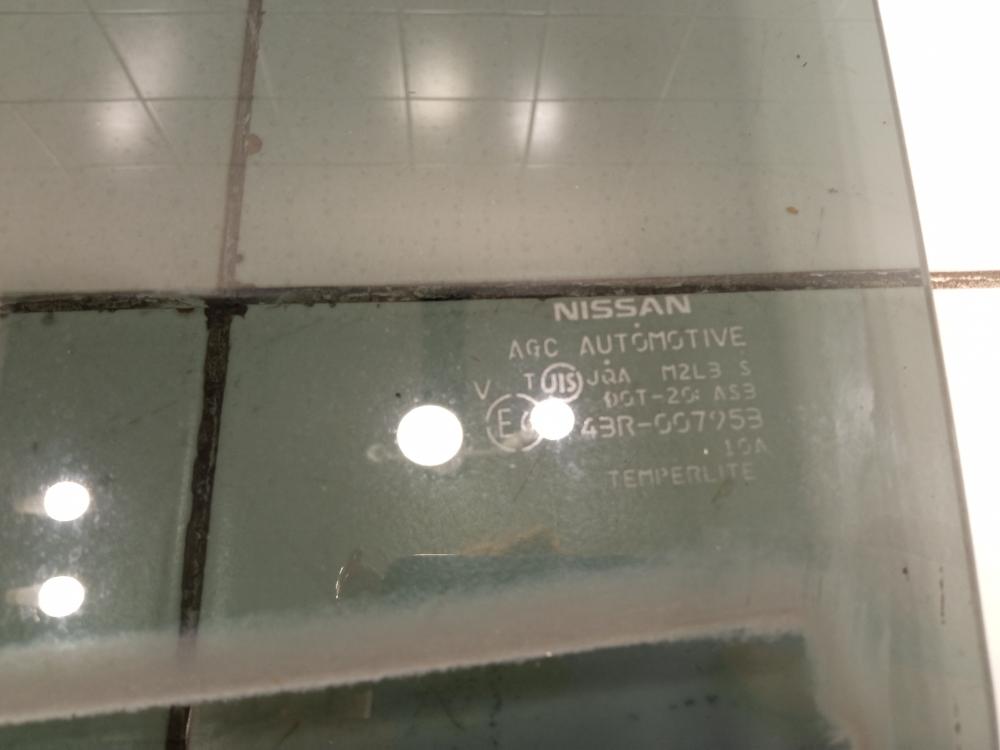 NISSAN
AGC AUTOMOTIVE
V T JIS JQA M2L3 S
DOT-20 AS3
E 43R-007953
10A
TEMPERLITE